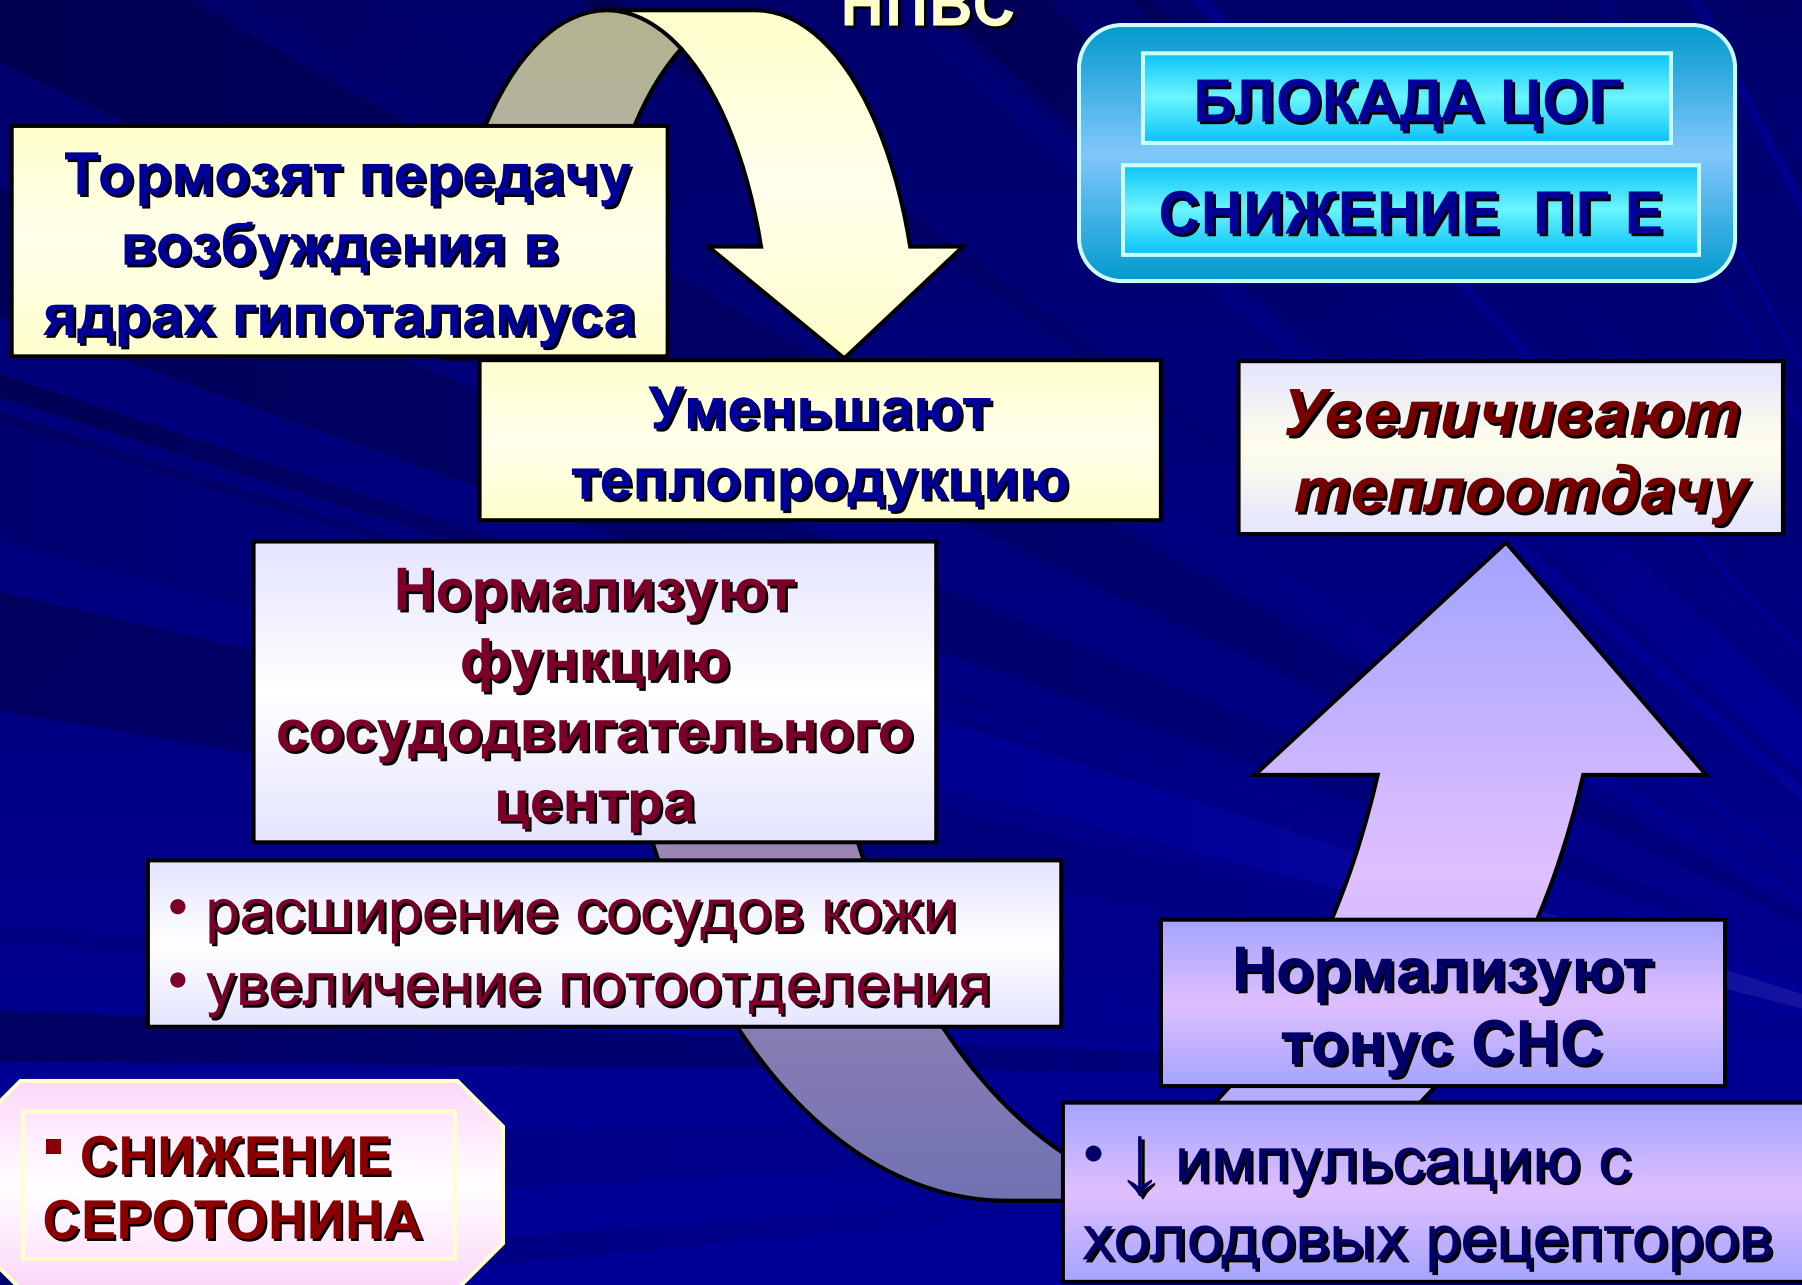 НПВС
БЛОКАДА ЦОГ
СНИЖЕНИЕ ПГ Е
Тормозят передачу
возбуждения в
ядрах гипоталамуса
Уменьшают
теплопродукцию
Увеличивают
теплоотдачу
Нормализуют
функцию
сосудодвигательного
центра
• расширение сосудов кожи
• увеличение потоотделения
Нормализуют
тонус СНС
• ↓ импульсацию с
холодовых рецепторов
▪ СНИЖЕНИЕ
СЕРОТОНИНА